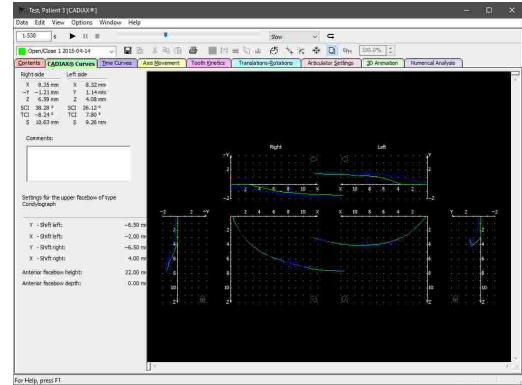 Test, Patient 3 [CADIAX®]
Data Edit View Options Window Help
1-530 s Slow
Open/Close 1 2015-04-14 100.0%
Contents CADIAX® Curves Time Curves Axis Movement Tooth Kinetics Translations-Rotations Articulator Settings 3D Animation Numerical Analysis
Right side Left side
X 8.35 mm X 8.32 mm
-Y -1.21 mm Y 1.14 mm
Z 6.59 mm Z 4.08 mm
SCI 38.28 ° SCI 26.12 °
TCI -8.24 ° TCI 7.80 °
S 10.63 mm S 9.26 mm
Comments:
Settings for the upper facebow of type
Condylograph
Y - Shift left: -6.50 mm
X - Shift left: -2.00 mm
Y - Shift right: -6.50 mm
X - Shift right: 4.00 mm
Anterior facebow height: 22.00 mm
Anterior facebow depth: 0.00 mm
Right Left
For Help, press F1